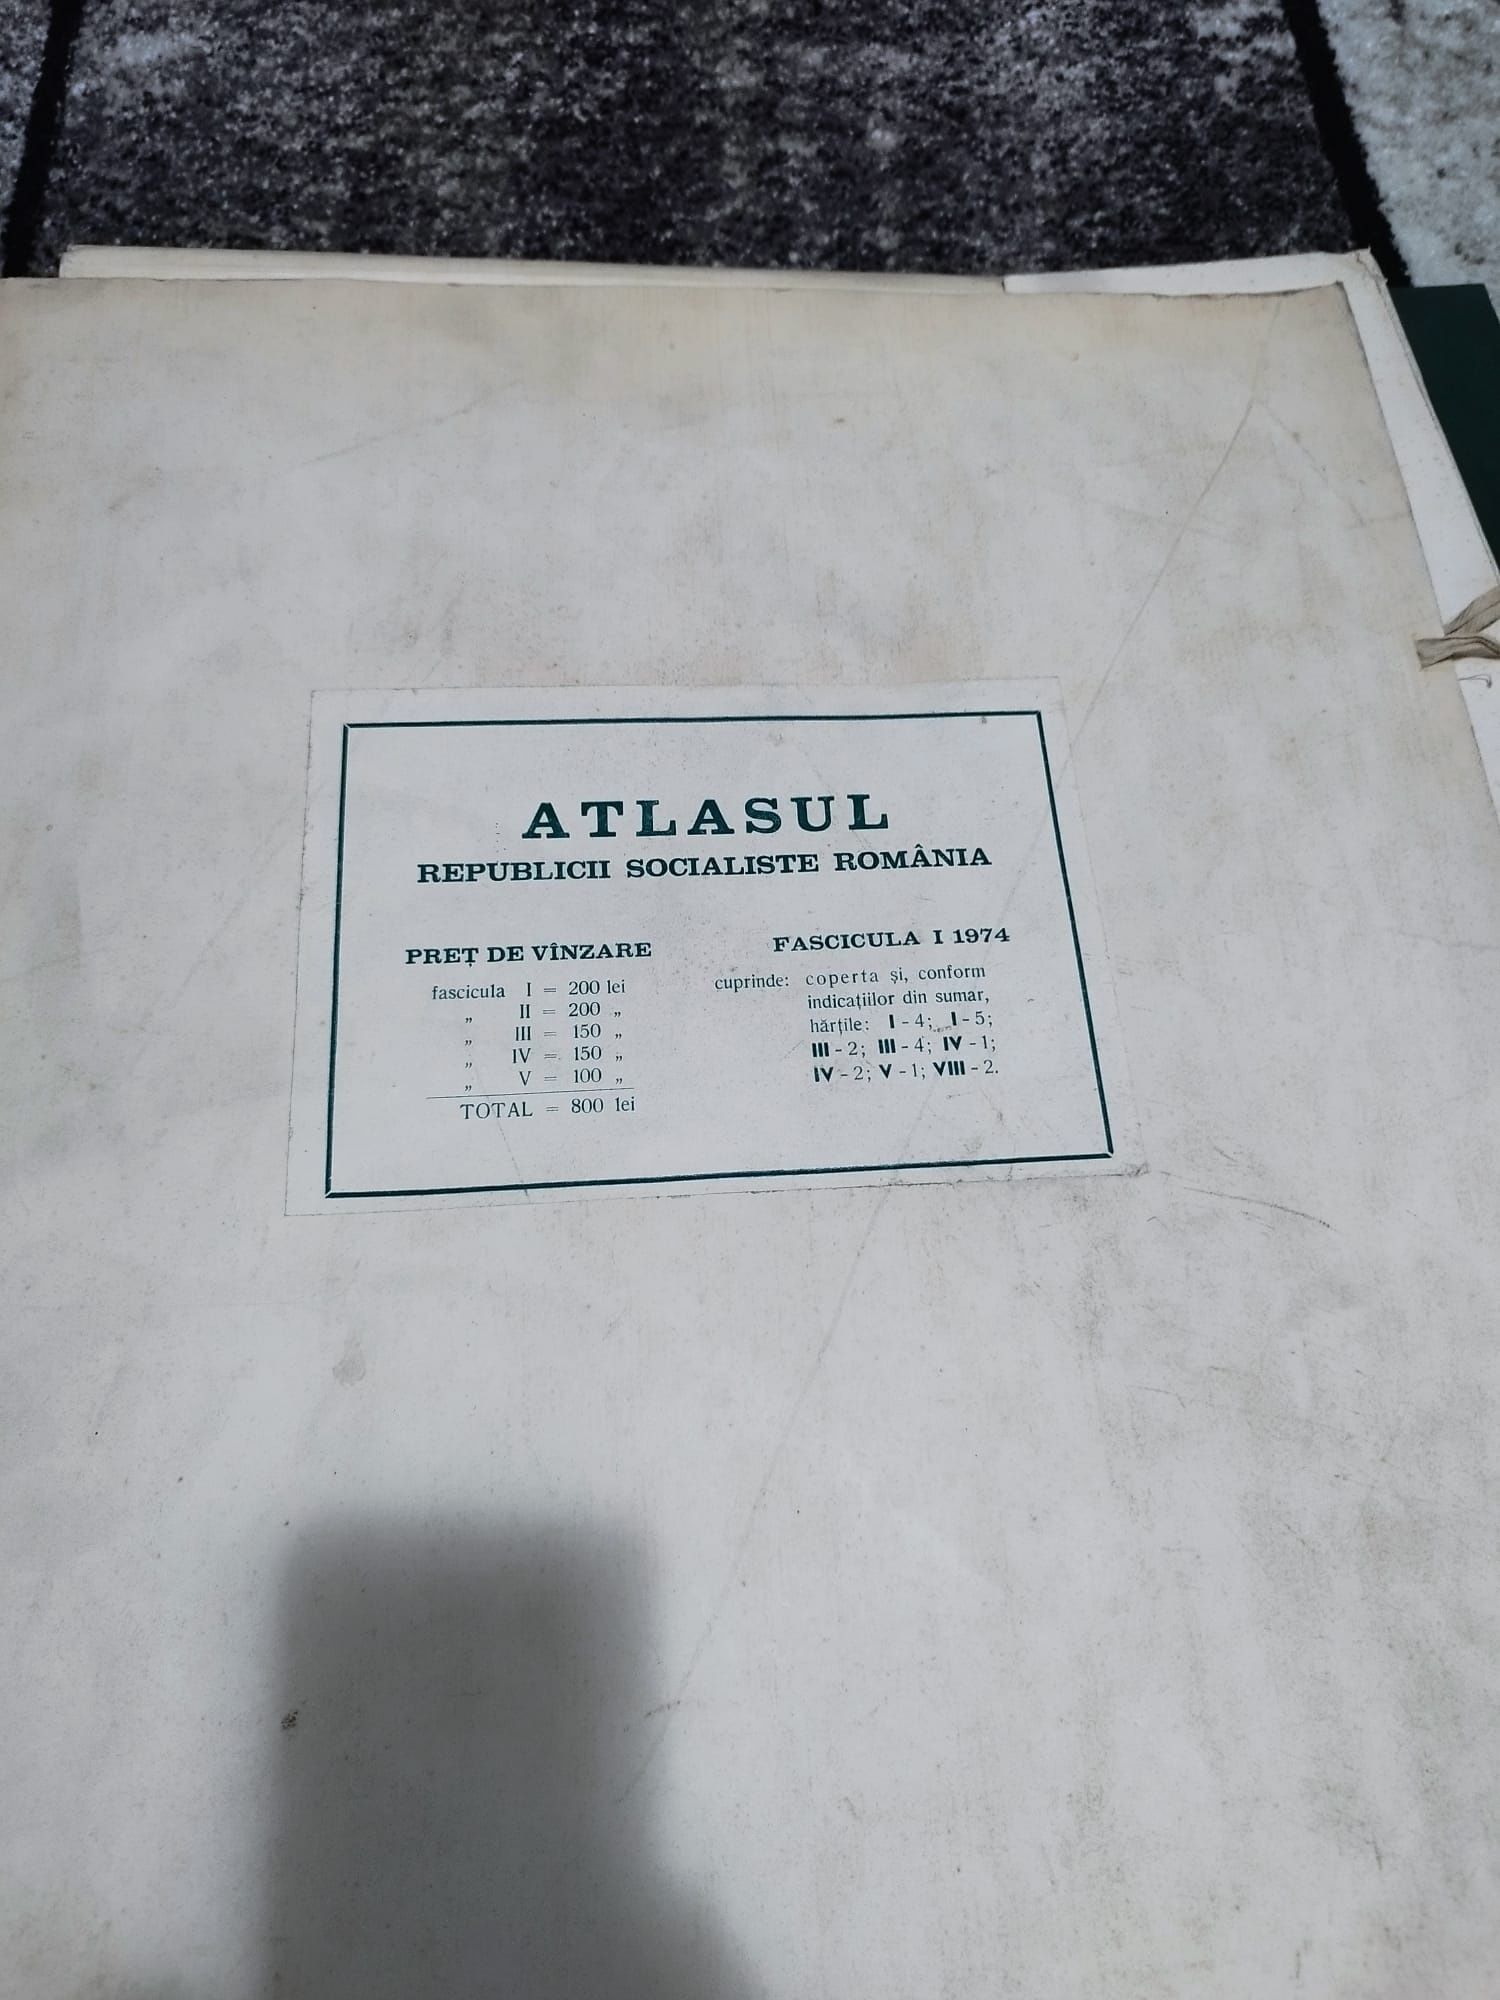 ATLASUL
REPUBLICII SOCIALISTE ROMÂNIA
PREȚ DE VÎNZARE
fascicula I = 200 lei
„ II = 200 „
„ III = 150 „
„ IV = 150 „
„ V = 100 „
TOTAL = 800 lei
FASCICULA I 1974
cuprinde: coperta și, conform
indicațiilor din sumar,
hărțile: I - 4; I - 5;
III - 2; III - 4; IV - 1;
IV - 2; V - 1; VIII - 2.